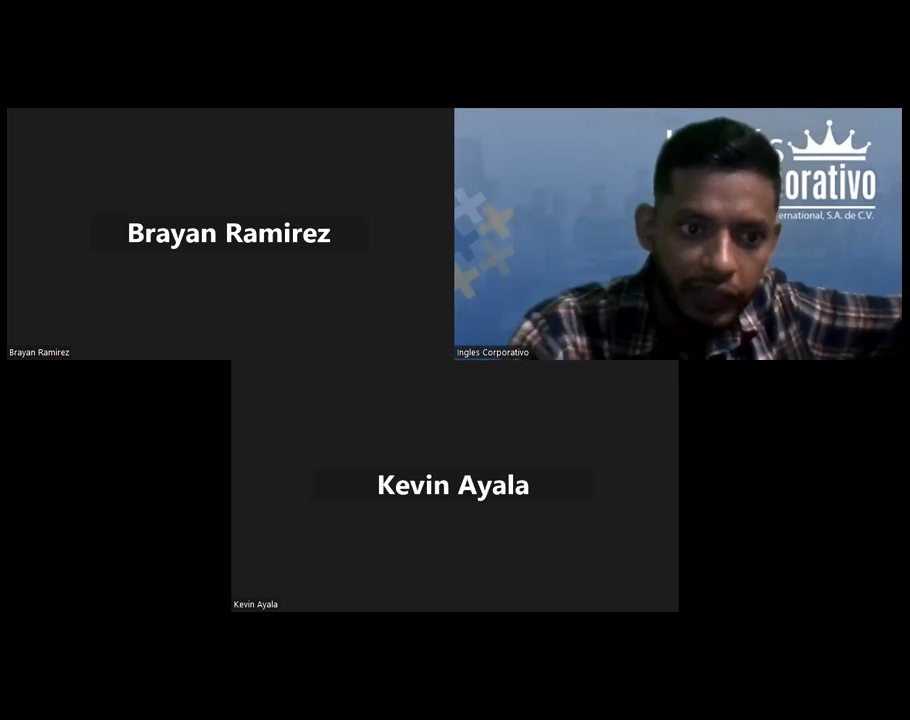 Brayan Ramirez
Brayan Ramirez
orativo
ernational, S.A. de C.V.
Ingles Corporativo
Kevin Ayala
Kevin Ayala